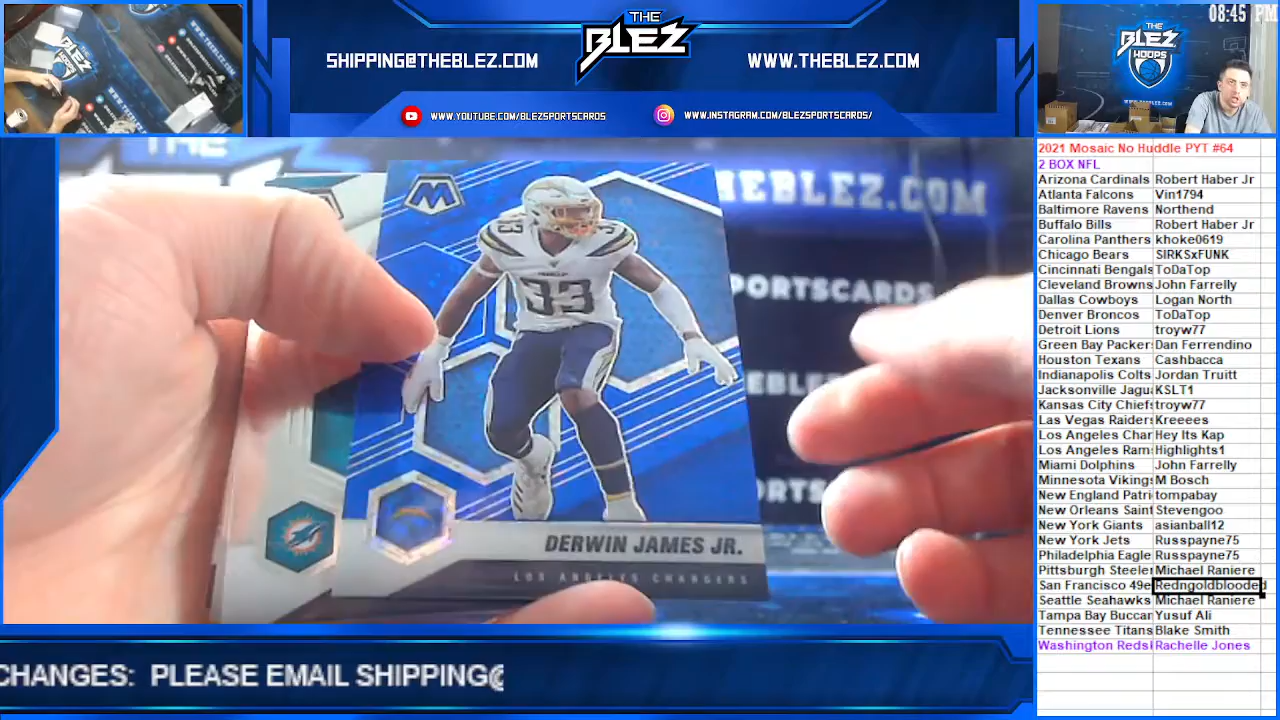 THE
BLEZ
SHIPPING@THEBLEZ.COM
WWW.THEBLEZ.COM
WWW.YOUTUBE.COM/BLEZSPORTSCARDS
WWW.INSTAGRAM.COM/BLEZSPORTSCARDS/
08:45 PM
THE
BLEZ
HOOPS
THEBLEZ.COM
PORTSCARDS
33
DERWIN JAMES JR.
LOS ANGELES CHARGERS
CHANGES: PLEASE EMAIL SHIPPING@
2021 Mosaic No Huddle PYT #64
2 BOX NFL
Arizona Cardinals Robert Haber Jr
Atlanta Falcons Vin1794
Baltimore Ravens Northend
Buffalo Bills Robert Haber Jr
Carolina Panthers khoke0619
Chicago Bears SIRKSxFUNK
Cincinnati Bengals ToDaTop
Cleveland Browns John Farrelly
Dallas Cowboys Logan North
Denver Broncos ToDaTop
Detroit Lions troyw77
Green Bay Packer Dan Ferrendino
Houston Texans Cashbacca
Indianapolis Colts Jordan Truitt
Jacksonville Jagu KSLT1
Kansas City Chief troyw77
Las Vegas Raider Kreeees
Los Angeles Char Hey Its Kap
Los Angeles Ram Highlights1
Miami Dolphins John Farrelly
Minnesota Viking M Bosch
New England Patri tompabay
New Orleans Saint Stevengoo
New York Giants asianball12
New York Jets Russpayne75
Philadelphia Eagle Russpayne75
Pittsburgh Steeler Michael Raniere
San Francisco 49e Redngoldblooded
Seattle Seahawks Michael Raniere
Tampa Bay Buccan Yusuf Ali
Tennessee Titans Blake Smith
Washington Redsl Rachelle Jones